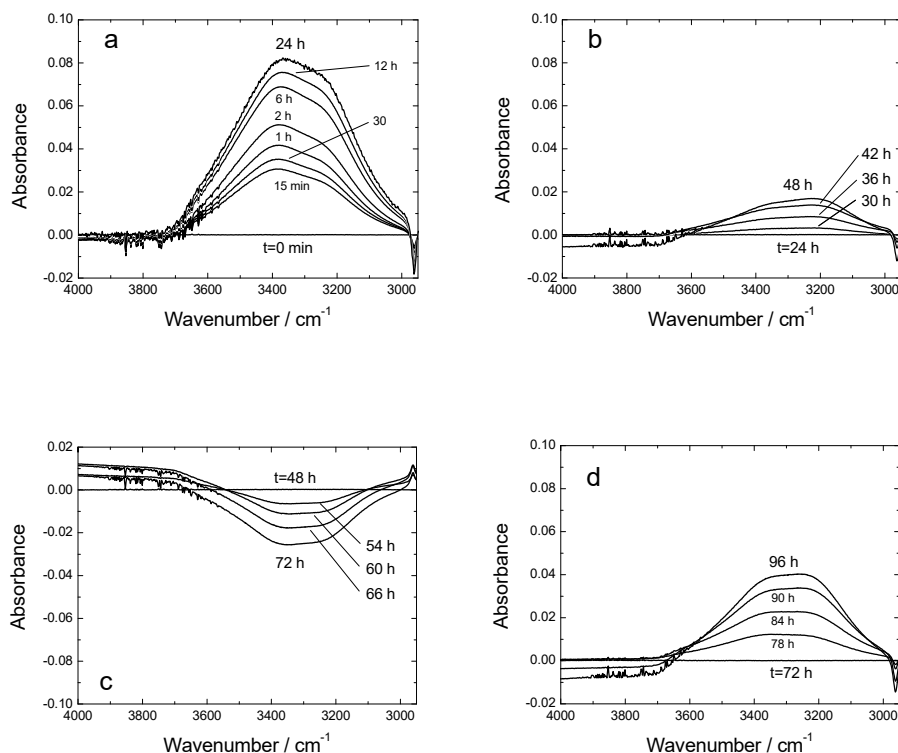 a
0.10
0.08
0.06
0.04
0.02
0.00
-0.02
Absorbance
24 h
12 h
6 h
2 h
30
1 h
15 min
t=0 min
4000 3800 3600 3400 3200 3000
Wavenumber / cm-1
b
0.10
0.08
0.06
0.04
0.02
0.00
-0.02
Absorbance
42 h
48 h
36 h
30 h
t=24 h
4000 3800 3600 3400 3200 3000
Wavenumber / cm-1
0.02
0.00
-0.02
-0.04
-0.06
-0.08
-0.10
Absorbance
t=48 h
54 h
72 h
60 h
66 h
c
4000 3800 3600 3400 3200 3000
Wavenumber / cm-1
d
0.10
0.08
0.06
0.04
0.02
0.00
-0.02
Absorbance
96 h
90 h
84 h
78 h
t=72 h
4000 3800 3600 3400 3200 3000
Wavenumber / cm-1